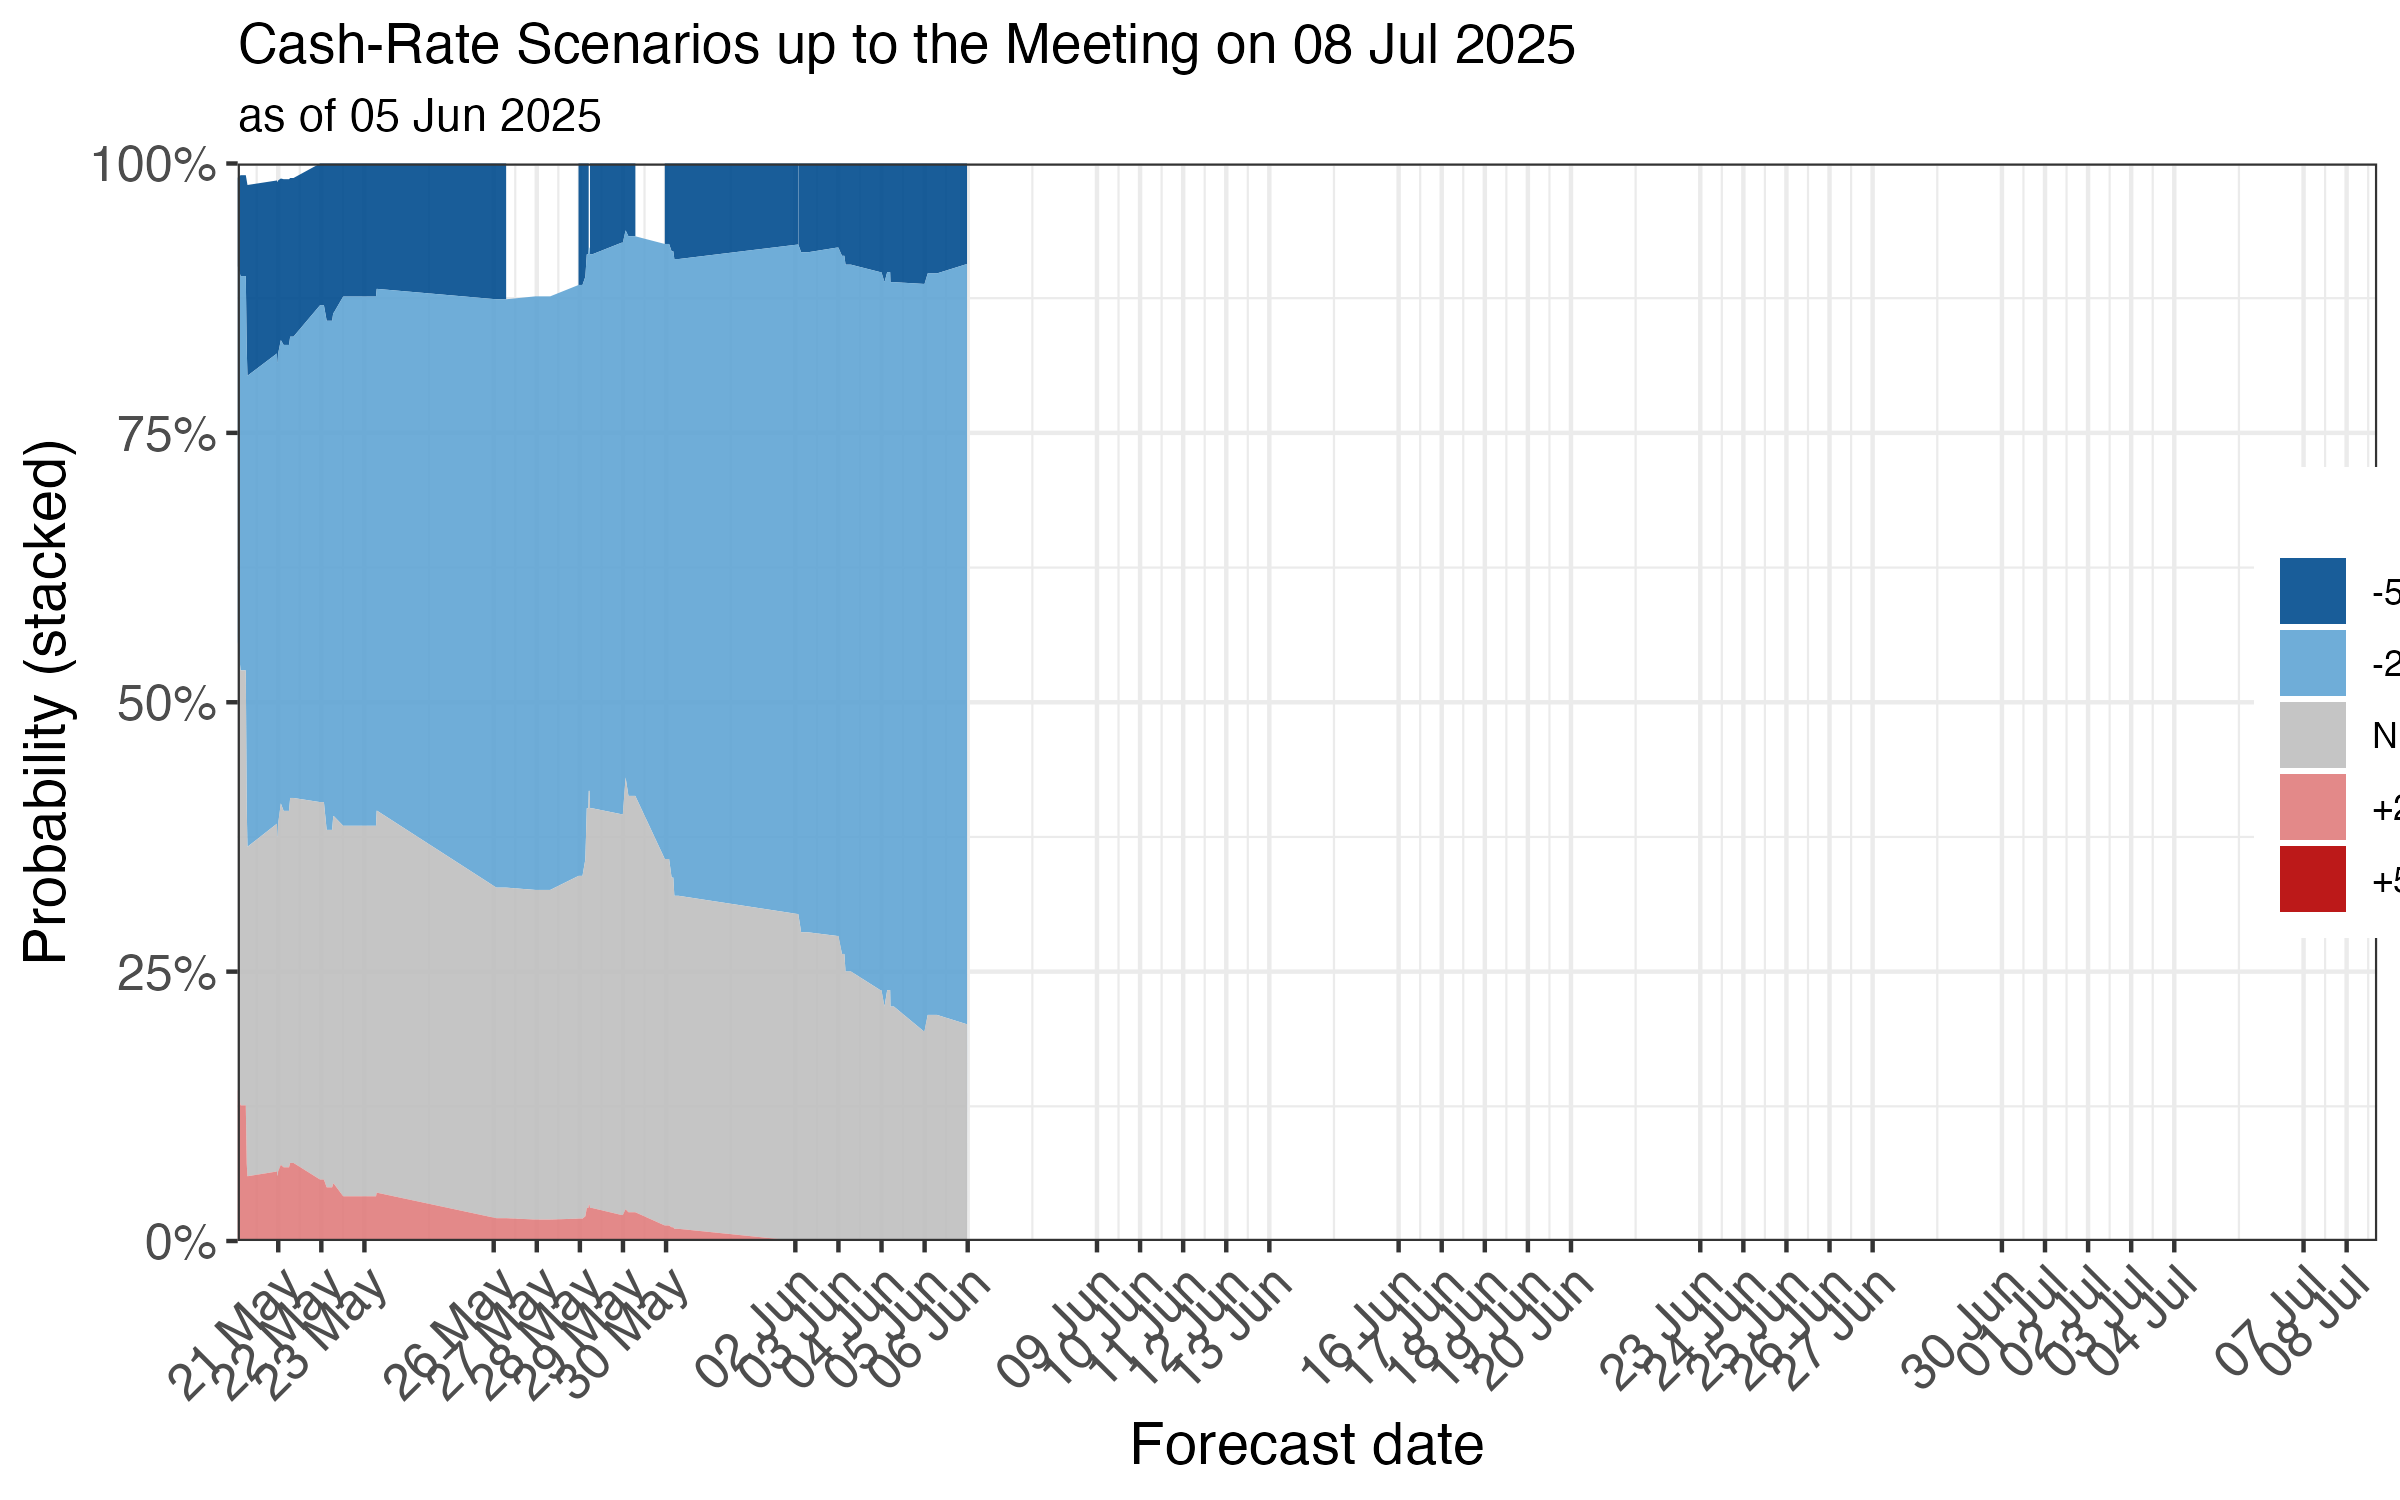 Cash-Rate Scenarios up to the Meeting on 08 Jul 2025
as of 05 Jun 2025
Probability (stacked)
100%
75%
50%
25%
0%
-5
-2
N
+2
+5
21 May
22 May
23 May
26 May
27 May
28 May
29 May
30 May
02 Jun
03 Jun
04 Jun
05 Jun
06 Jun
09 Jun
10 Jun
11 Jun
12 Jun
13 Jun
16 Jun
17 Jun
18 Jun
19 Jun
20 Jun
23 Jun
24 Jun
25 Jun
26 Jun
27 Jun
30 Jun
01 Jul
02 Jul
03 Jul
04 Jul
07 Jul
08 Jul
Forecast date